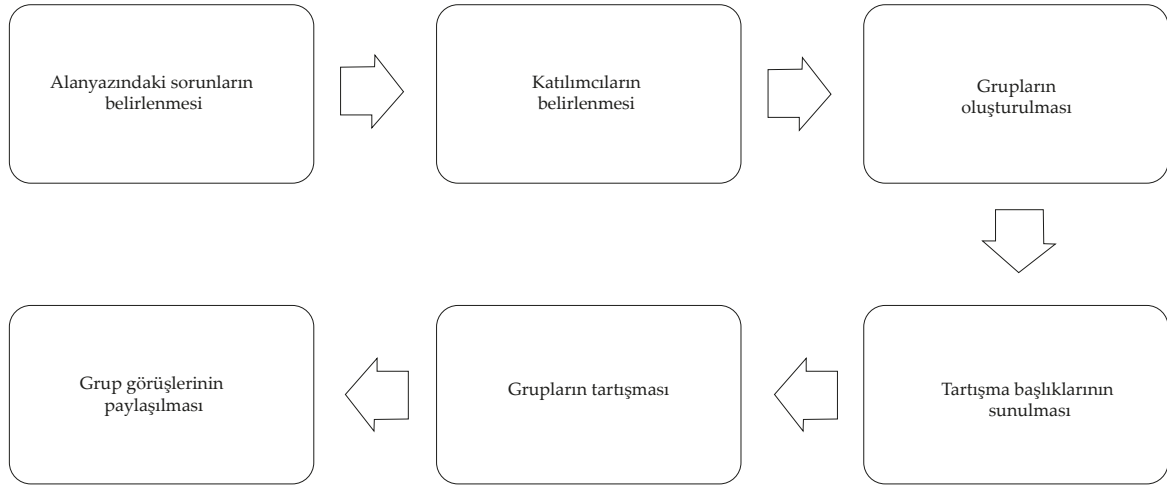 Alanyazındaki sorunların
belirlenmesi
Katılımcıların
belirlenmesi
Grupların
oluşturulması
Tartışma başlıklarının
sunulması
Grupların tartışması
Grup görüşlerinin
paylaşılması